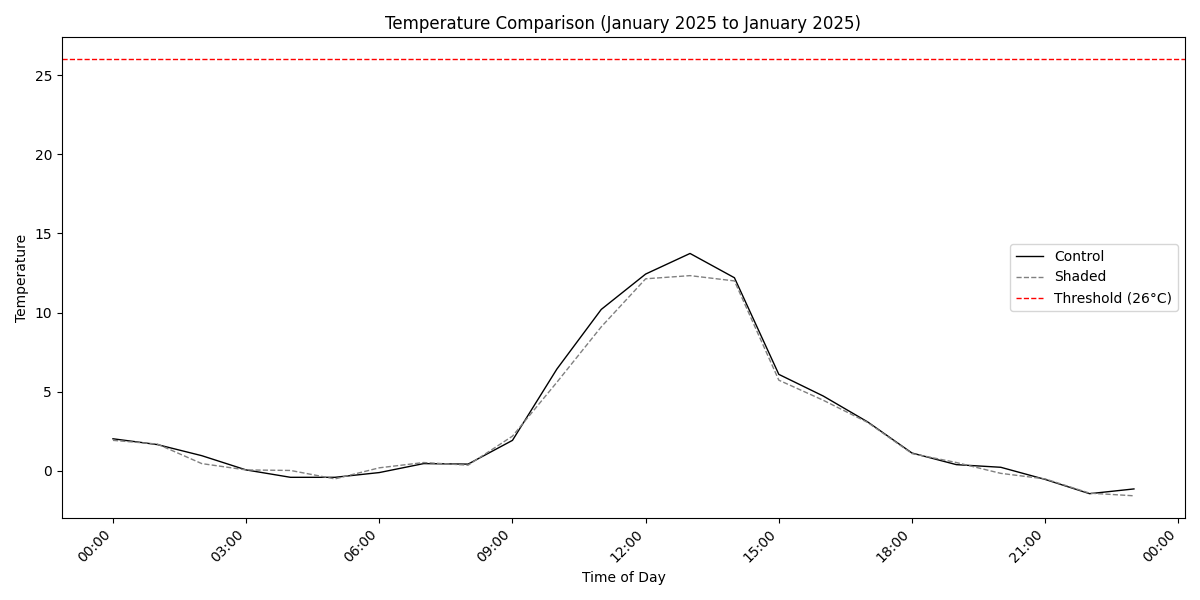 Temperature Comparison (January 2025 to January 2025)
25
20
15
10
5
0
Temperature
Control
Shaded
Threshold (26°C)
00:00
03:00
06:00
09:00
12:00
15:00
18:00
21:00
00:00
Time of Day